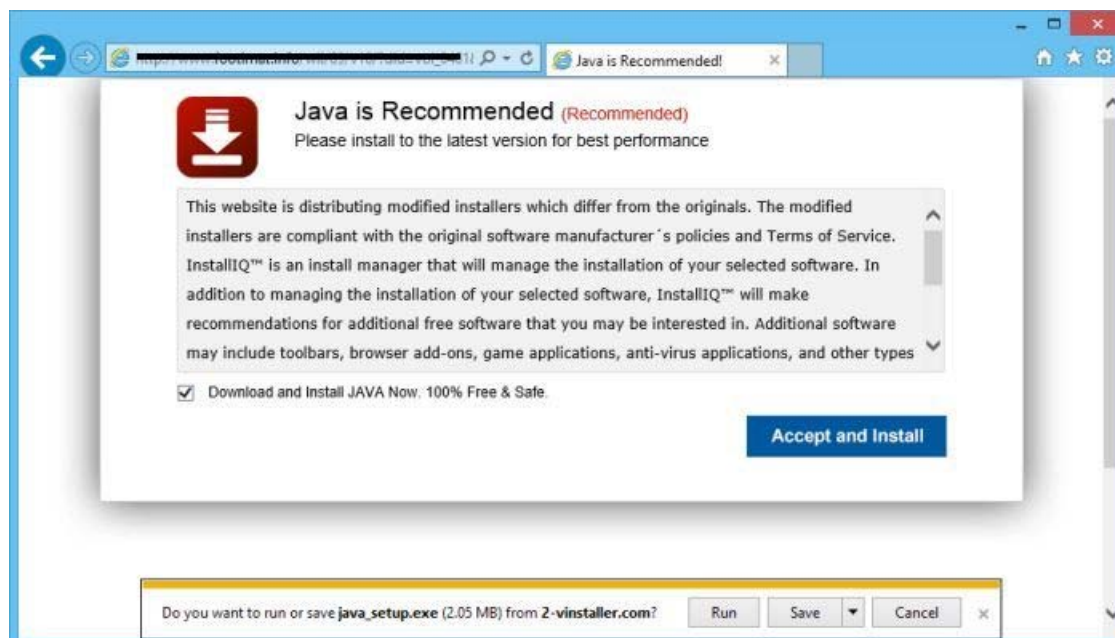 Java is Recommended!
Java is Recommended (Recommended)
Please install to the latest version for best performance
This website is distributing modified installers which differ from the originals. The modified
installers are compliant with the original software manufacturer´s policies and Terms of Service.
InstallIQ™ is an install manager that will manage the installation of your selected software. In
addition to managing the installation of your selected software, InstallIQ™ will make
recommendations for additional free software that you may be interested in. Additional software
may include toolbars, browser add-ons, game applications, anti-virus applications, and other types
Download and Install JAVA Now. 100% Free & Safe.
Accept and Install
Do you want to run or save java_setup.exe (2.05 MB) from 2-vinstaller.com? Run Save Cancel